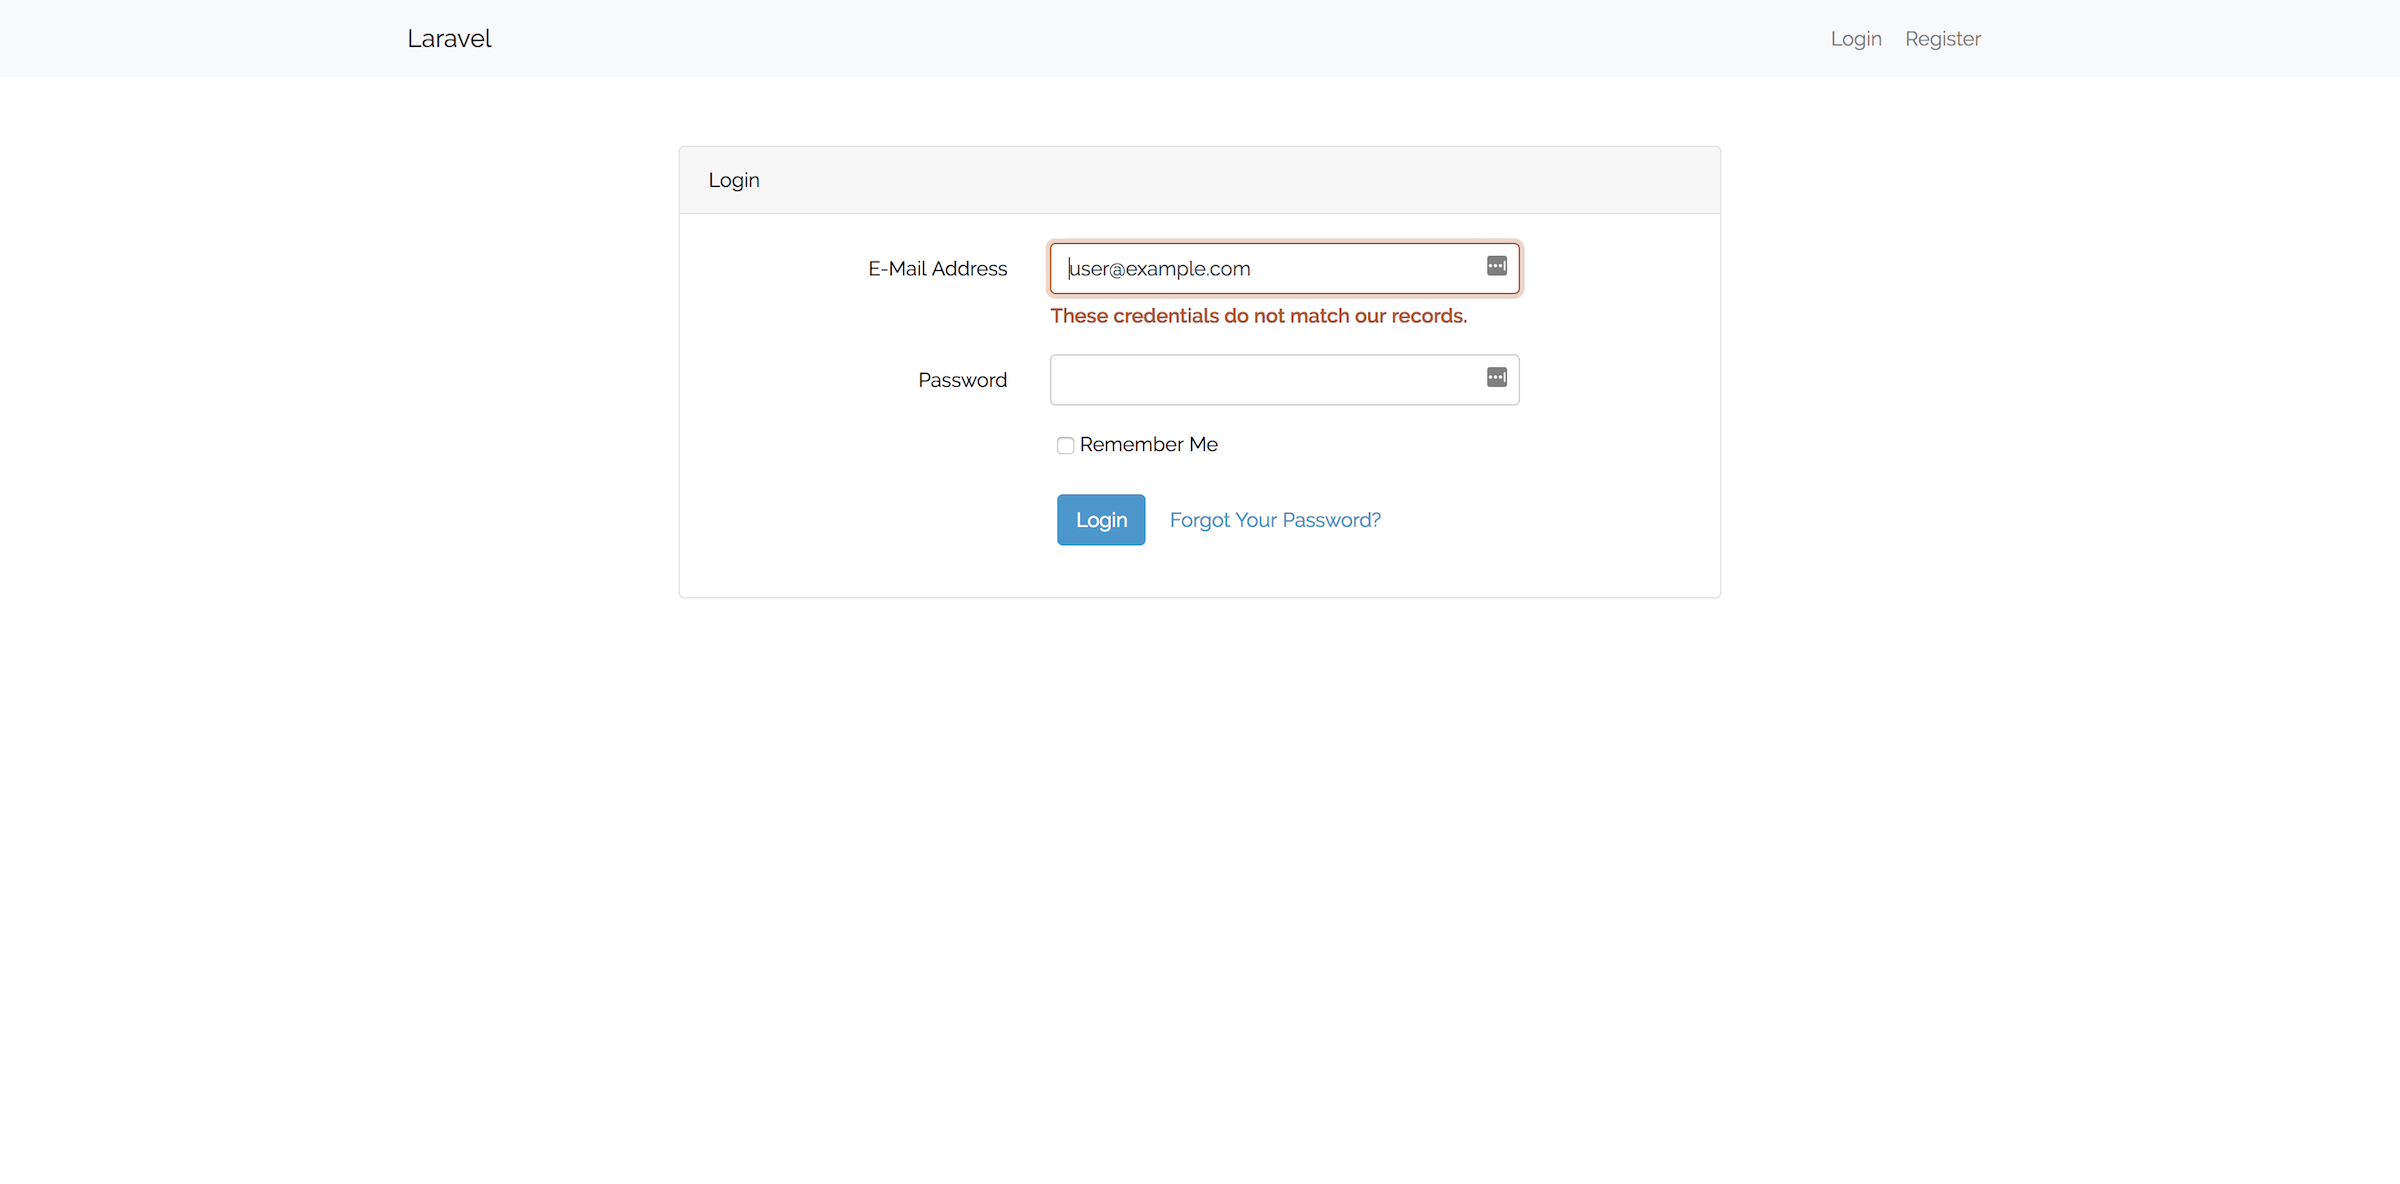 Laravel
Login
Register
Login
E-Mail Address
user@example.com
These credentials do not match our records.
Password
Remember Me
Login
Forgot Your Password?